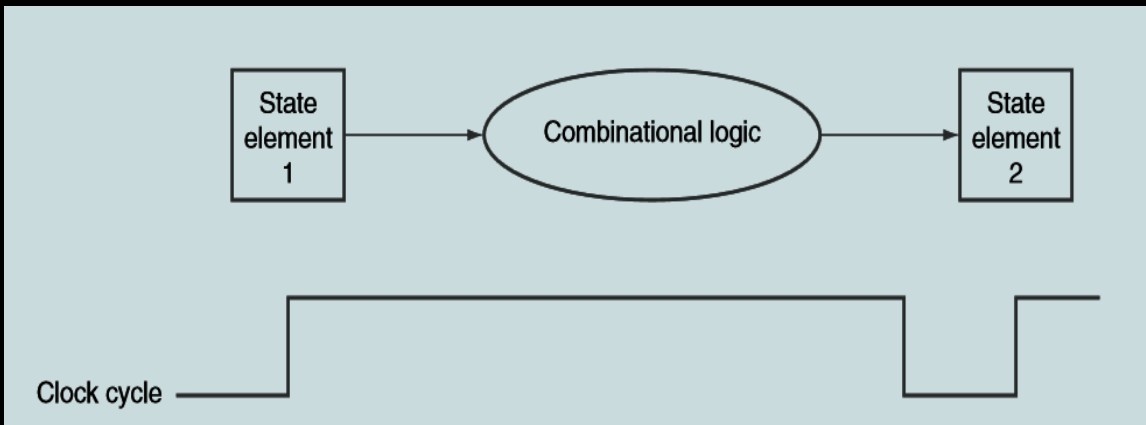 State
element
1
Combinational logic
State
element
2
Clock cycle